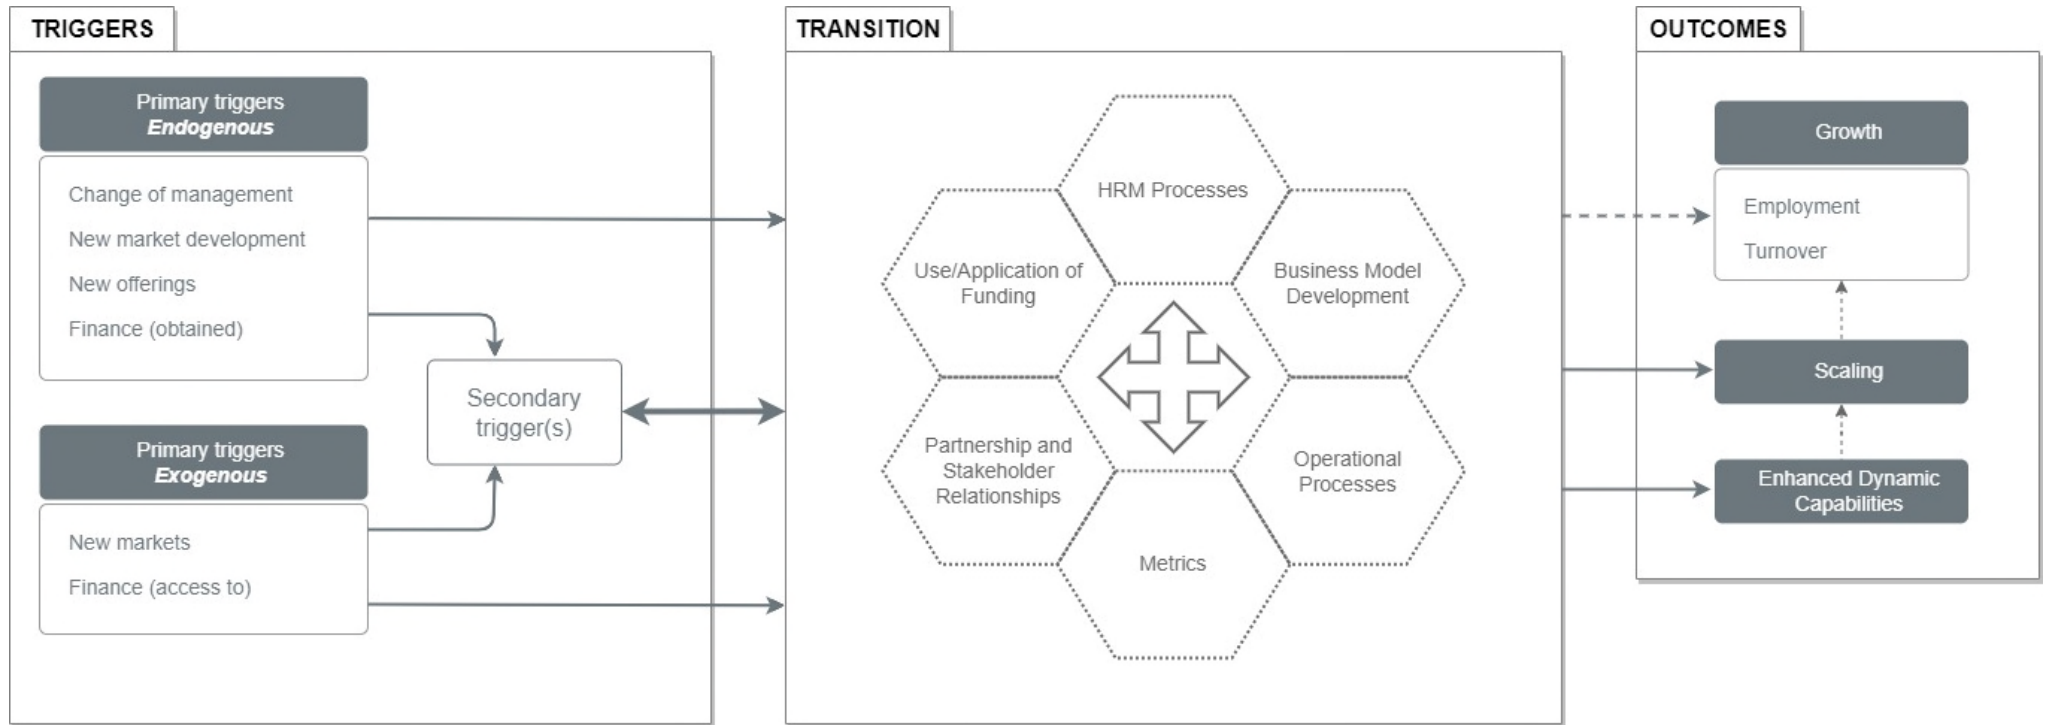 TRIGGERS
Primary triggers
Endogenous
Change of management
New market development
New offerings
Finance (obtained)
Secondary
trigger(s)
Primary triggers
Exogenous
New markets
Finance (access to)
TRANSITION
HRM Processes
Use/Application of
Funding
Business Model
Development
Partnership and
Stakeholder
Relationships
Operational
Processes
Metrics
OUTCOMES
Growth
Employment
Turnover
Scaling
Enhanced Dynamic
Capabilities